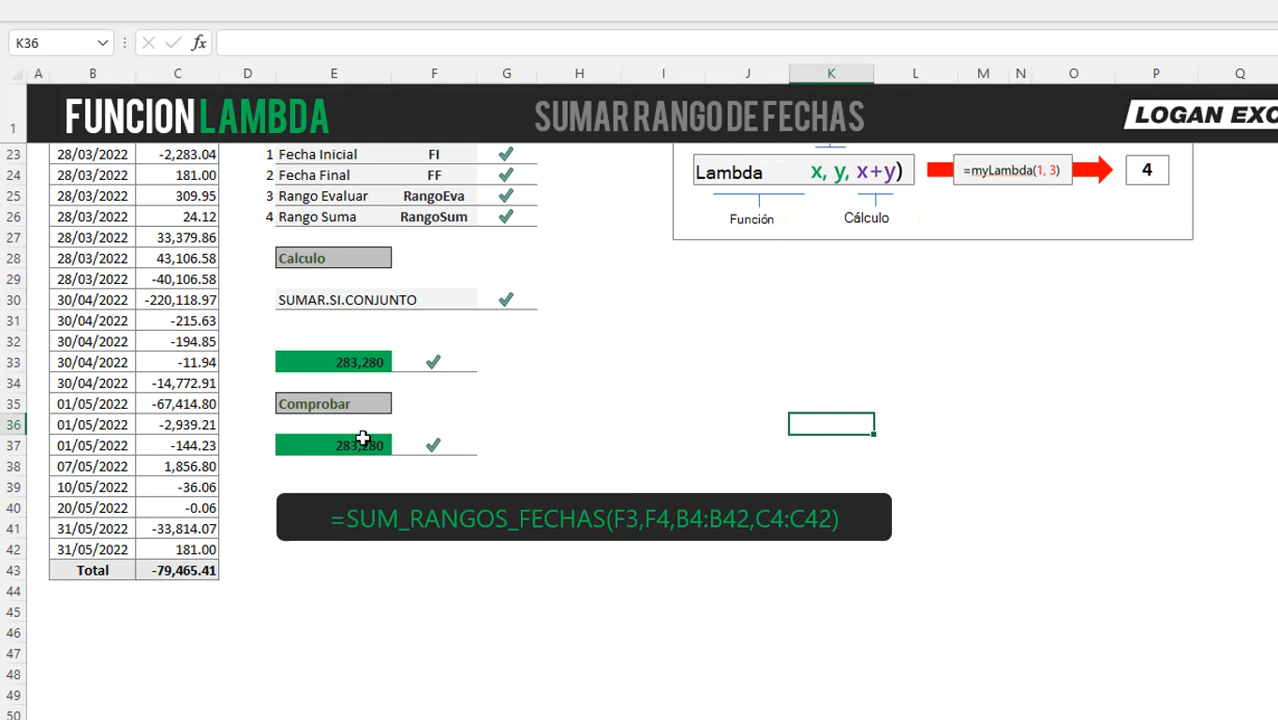 K36
fx
A B C D E F G H I J K L M N O P Q
1 FUNCION LAMBDA SUMAR RANGO DE FECHAS LOGAN EXC
23 28/03/2022 -2,283.04 1 Fecha Inicial FI
24 28/03/2022 181.00 2 Fecha Final FF
25 28/03/2022 309.95 3 Rango Evaluar RangoEva
26 28/03/2022 24.12 4 Rango Suma RangoSum
Lambda x, y, x+y) =myLambda(1, 3) 4
Función Cálculo
27 28/03/2022 33,379.86
28 28/03/2022 43,106.58 Calculo
29 28/03/2022 -40,106.58
30 30/04/2022 -220,118.97 SUMAR.SI.CONJUNTO
31 30/04/2022 -215.63
32 30/04/2022 -194.85
33 30/04/2022 -11.94 283,280
34 30/04/2022 -14,772.91
35 01/05/2022 -67,414.80 Comprobar
36 01/05/2022 -2,939.21
37 01/05/2022 -144.23 283,280
38 07/05/2022 1,856.80
39 10/05/2022 -36.06
40 20/05/2022 -0.06
=SUM_RANGOS_FECHAS(F3,F4,B4:B42,C4:C42)
41 31/05/2022 -33,814.07
42 31/05/2022 181.00
43 Total -79,465.41
44
45
46
47
48
49
50